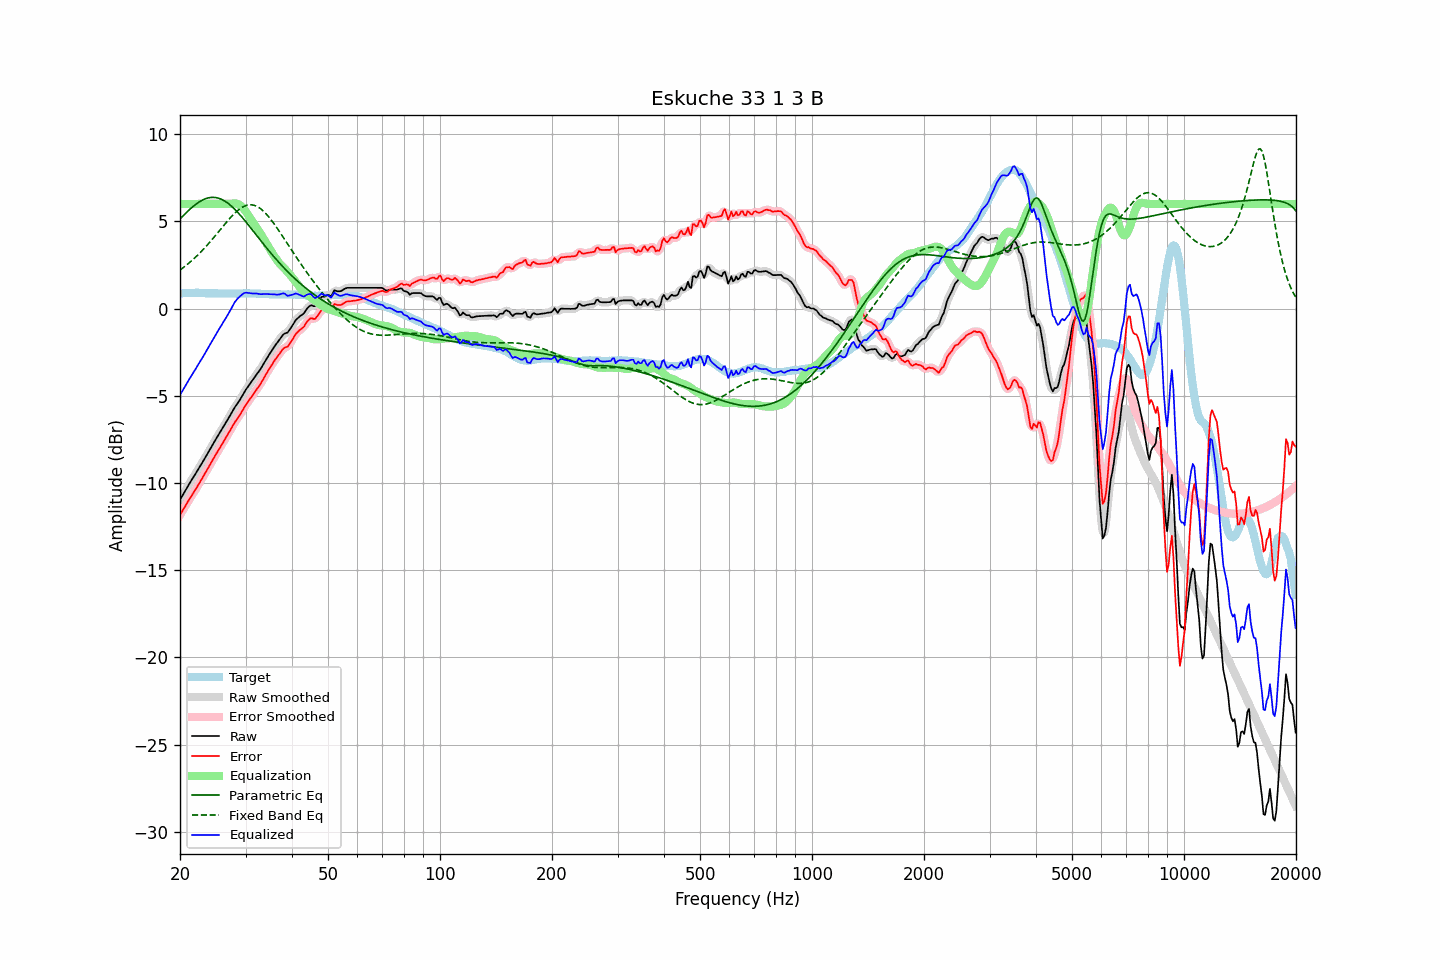 Eskuche 33 1 3 B
Amplitude (dBr)
10
5
0
−5
−10
−15
−20
−25
−30
Target
Raw Smoothed
Error Smoothed
Raw
Error
Equalization
Parametric Eq
Fixed Band Eq
Equalized
20 50 100 200 500 1000 2000 5000 10000 20000
Frequency (Hz)